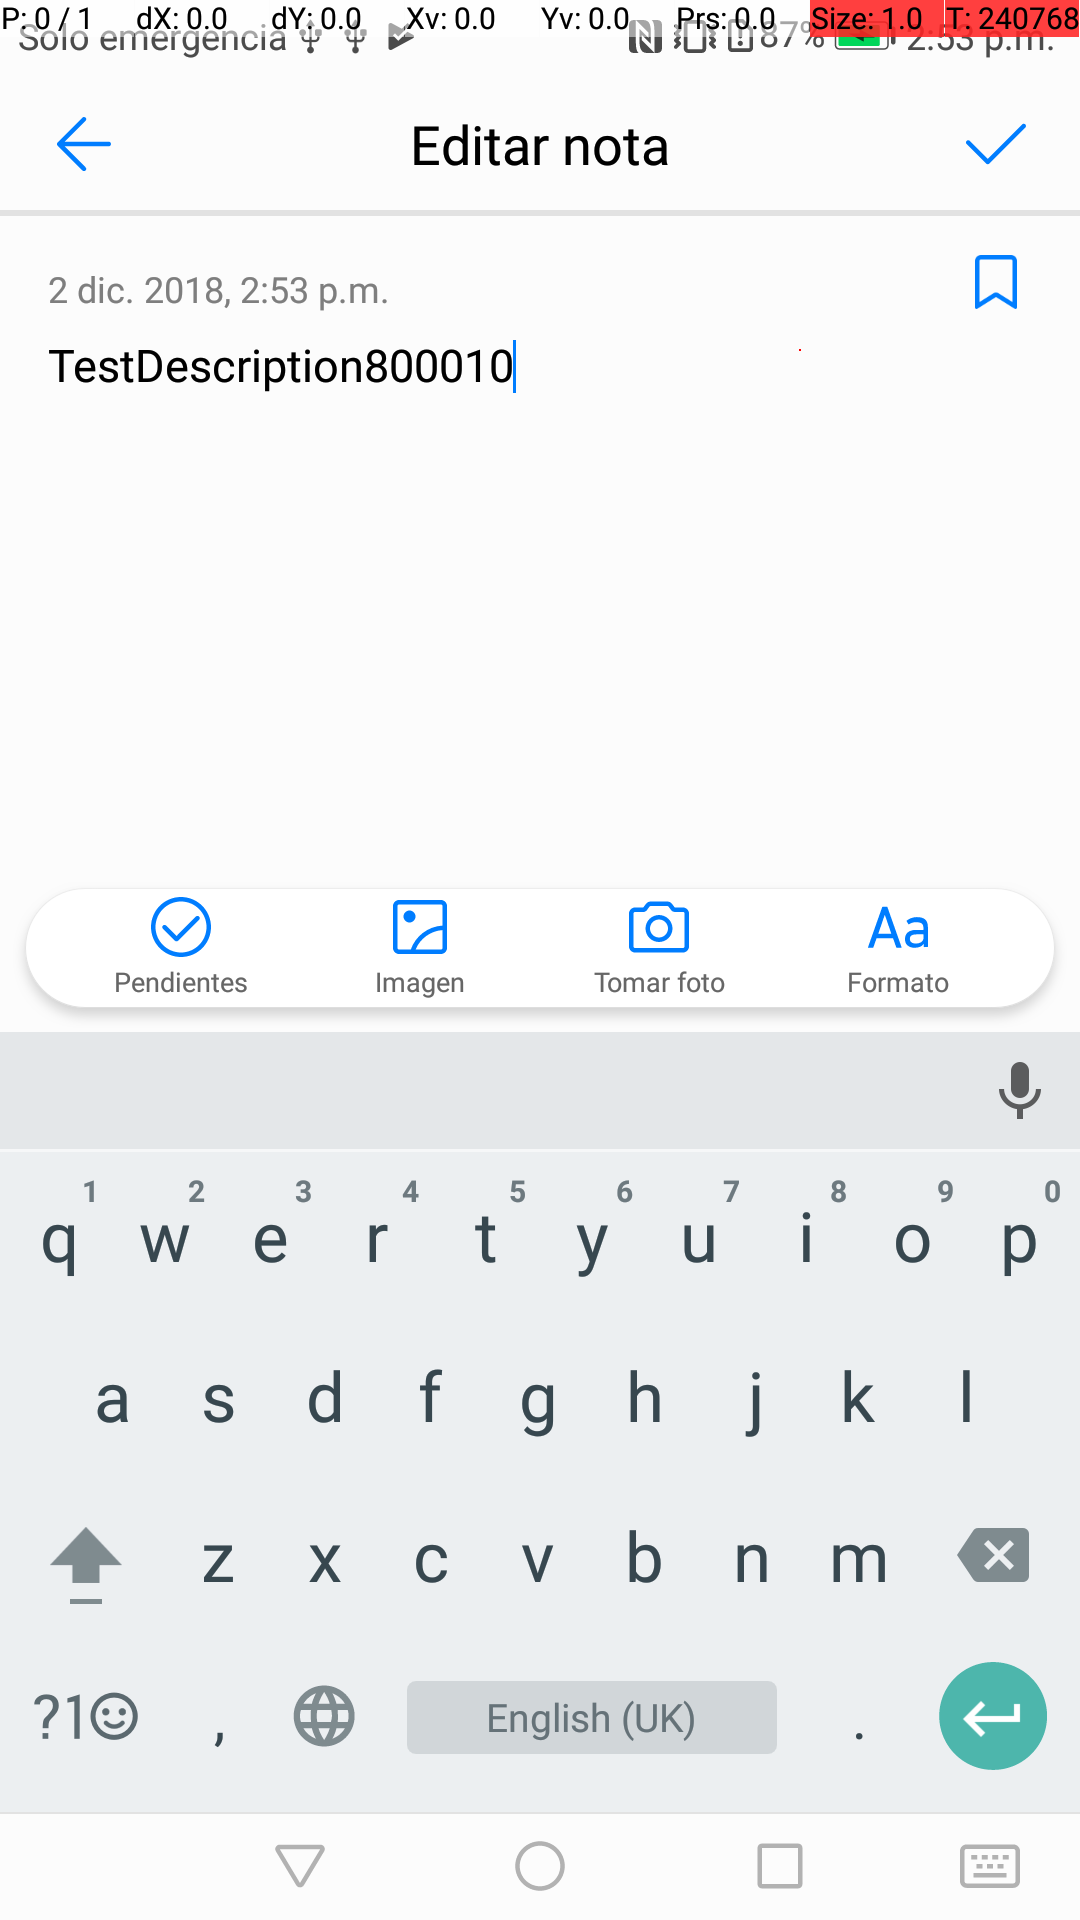 P: 0 / 1 dX: 0.0 dY: 0.0 Xv: 0.0 Yv: 0.0 Prs: 0.0 Size: 1.0 T: 240768
Solo emergencia 87% 2:53 p.m.
Editar nota
2 dic. 2018, 2:53 p.m.
TestDescription800010
Aa
Pendientes Imagen Tomar foto Formato
1 2 3 4 5 6 7 8 9 0
q w e r t y u i o p
a s d f g h j k l
z x c v b n m
?1 , English (UK) .